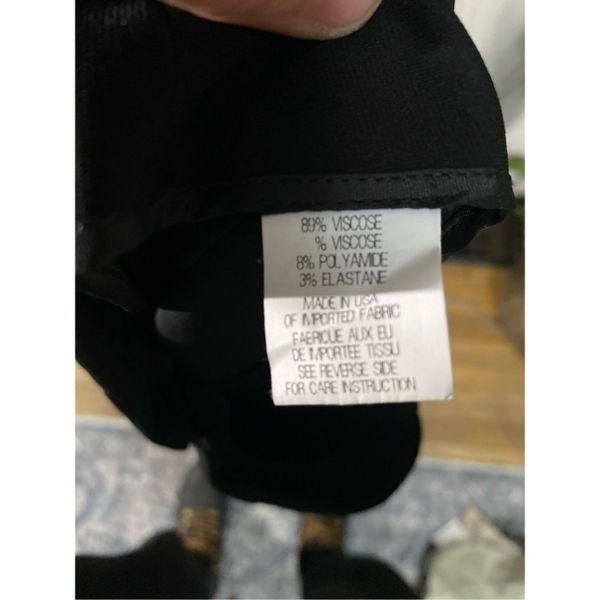 89% VISCOSE
% VISCOSE
8% POLYAMIDE
3% ELASTANE
MADE IN USA
OF IMPORTED FABRIC
FABRIQUE AUX EU
DE IMPORTEE TISSU
SEE REVERSE SIDE
FOR CARE INSTRUCTION